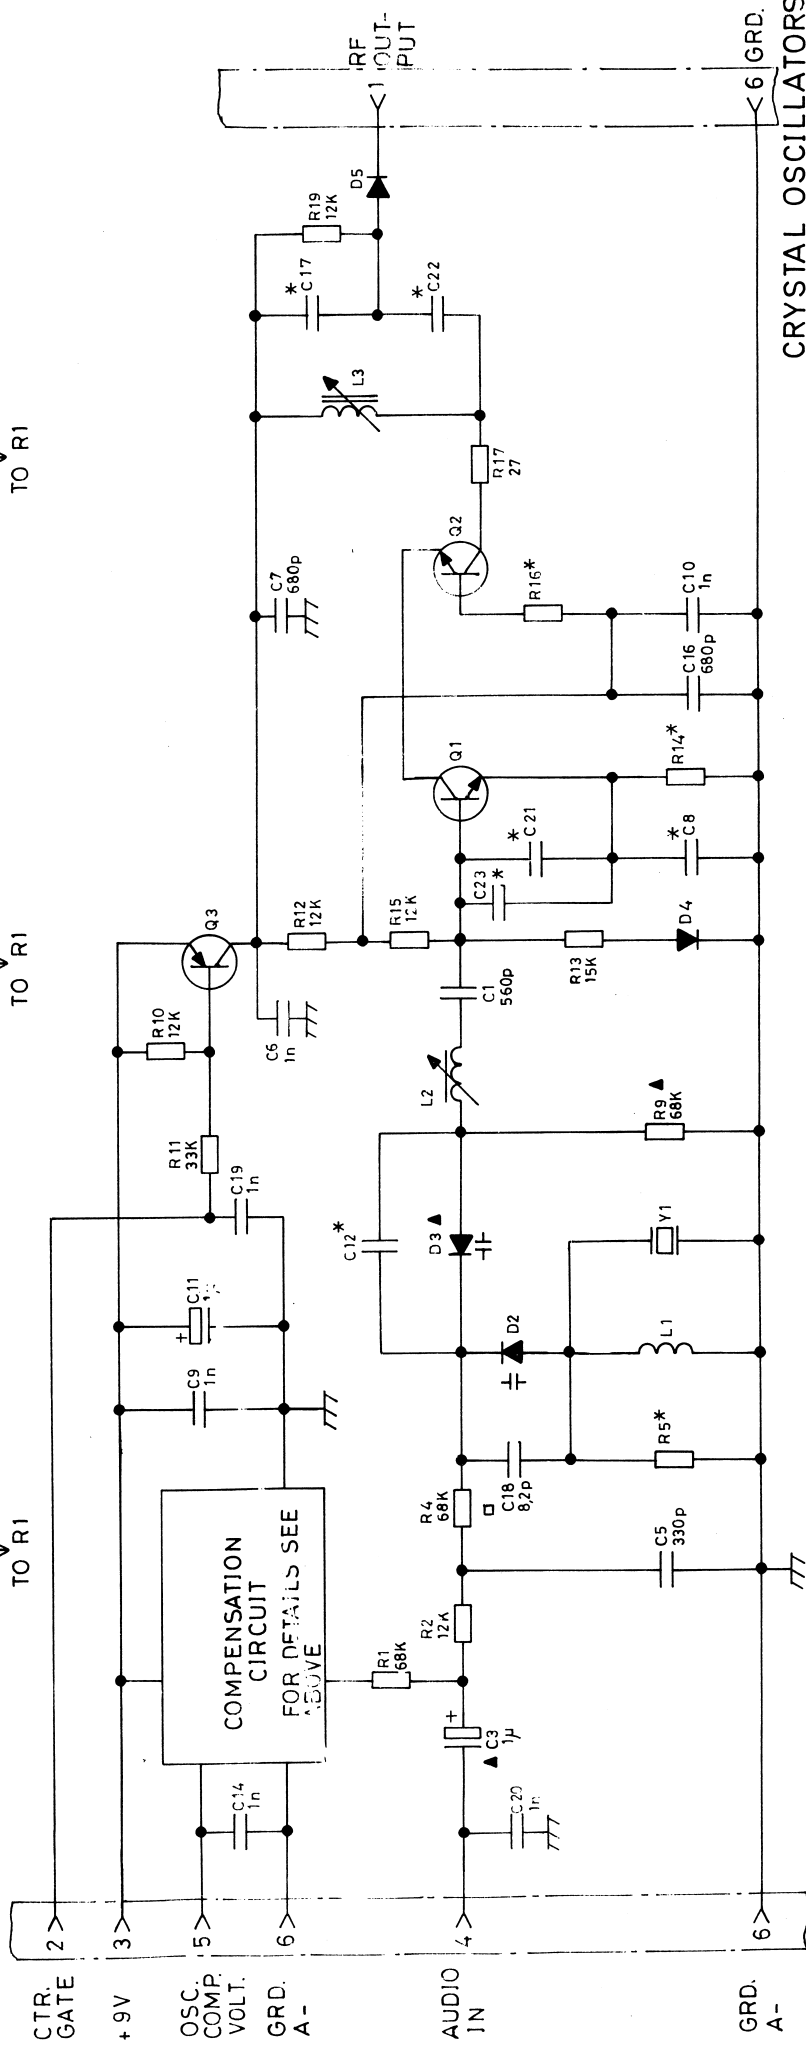 TO R1
TO R1
TO R1
CTR.
GATE
2
+9V
3
OSC.
COMP.
VOLT.
5
GRD.
A-
6
AUDIO
IN
4
GRD.
A-
6
C14
1n
COMPENSATION
CIRCUIT
FOR DETAILS SEE
ABOVE
C9
1n
+
C11
C19
1n
R11
33K
R10
12K
Q3
C6
1n
C7
680p
R12
12K
R15
12K
C20
1n
+
C3
1µ
R1
68K
R2
12K
R4
68K
C18
8,2p
C5
330p
R5*
D2
L1
Y1
C12*
D3
R9
68K
L2
C1
560p
R13
15K
D4
C23
*
C21
*
C8
*
Q1
R14*
C16
680p
C10
1n
R16*
Q2
R17
27
L3
C17
*
C22
*
R19
12K
D5
1
RF
OUT-
PUT
6 GRD.
CRYSTAL OSCILLATORS